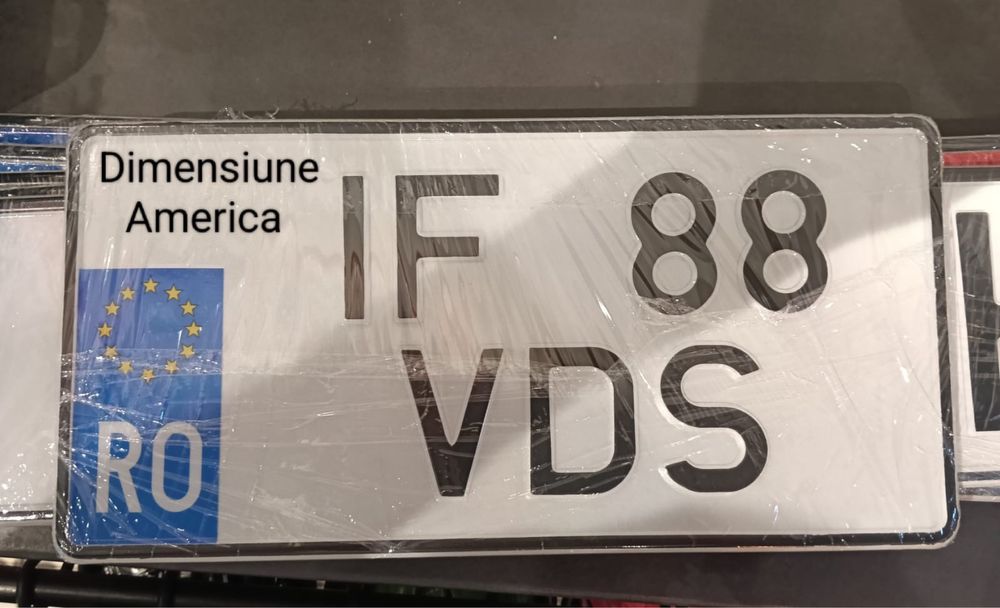 Dimensiune
America
IF 88
VDS
RO